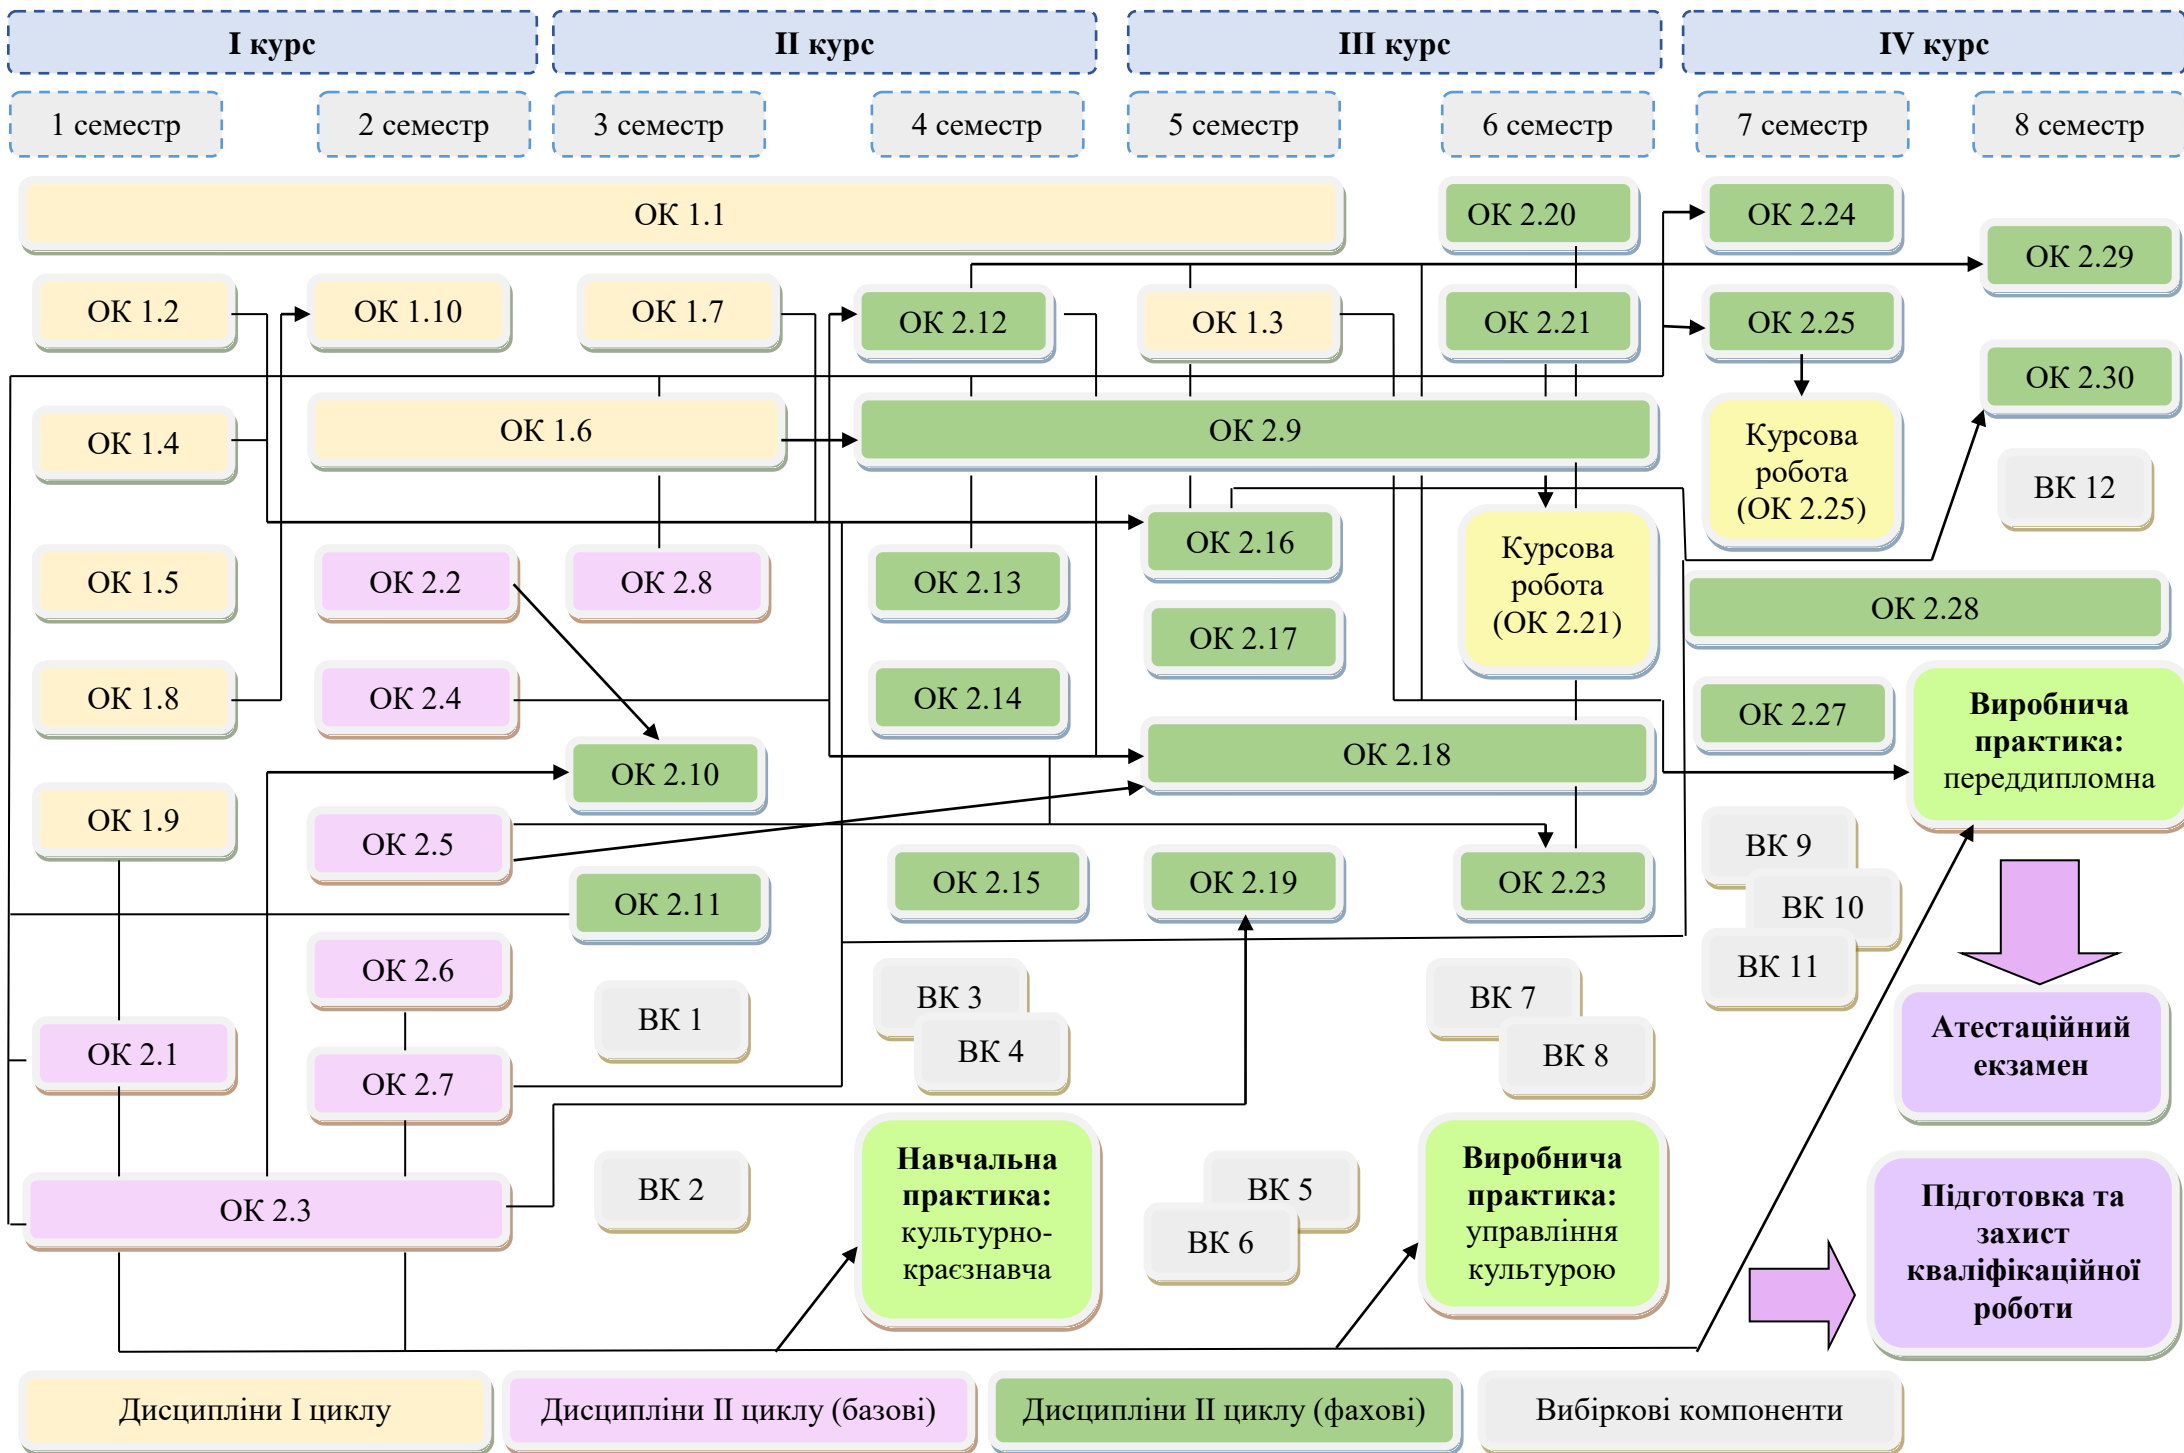 I курс
II курс
III курс
IV курс
1 семестр
2 семестр
3 семестр
4 семестр
5 семестр
6 семестр
7 семестр
8 семестр
ОК 1.1
ОК 2.20
ОК 2.24
ОК 2.29
ОК 1.2
ОК 1.10
ОК 1.7
ОК 2.12
ОК 1.3
ОК 2.21
ОК 2.25
ОК 2.30
ОК 1.4
ОК 1.6
ОК 2.9
Курсова
робота
(ОК 2.25)
ВК 12
ОК 1.5
ОК 2.2
ОК 2.8
ОК 2.13
ОК 2.16
Курсова
робота
(ОК 2.21)
ОК 2.28
ОК 2.17
ОК 1.8
ОК 2.4
ОК 2.14
ОК 2.27
Виробнича
практика:
переддипломна
ОК 2.10
ОК 2.18
ОК 1.9
ОК 2.5
ВК 9
ОК 2.11
ОК 2.15
ОК 2.19
ОК 2.23
ВК 10
ВК 11
ОК 2.6
ВК 1
ВК 3
ВК 4
ВК 7
ВК 8
Атестаційний
екзамен
ОК 2.1
ОК 2.7
ОК 2.3
ВК 2
Навчальна
практика:
культурно-
краєзнавча
ВК 5
ВК 6
Виробнича
практика:
управління
культурою
Підготовка та
захист
кваліфікаційної
роботи
Дисципліни І циклу
Дисципліни ІІ циклу (базові)
Дисципліни ІІ циклу (фахові)
Вибіркові компоненти